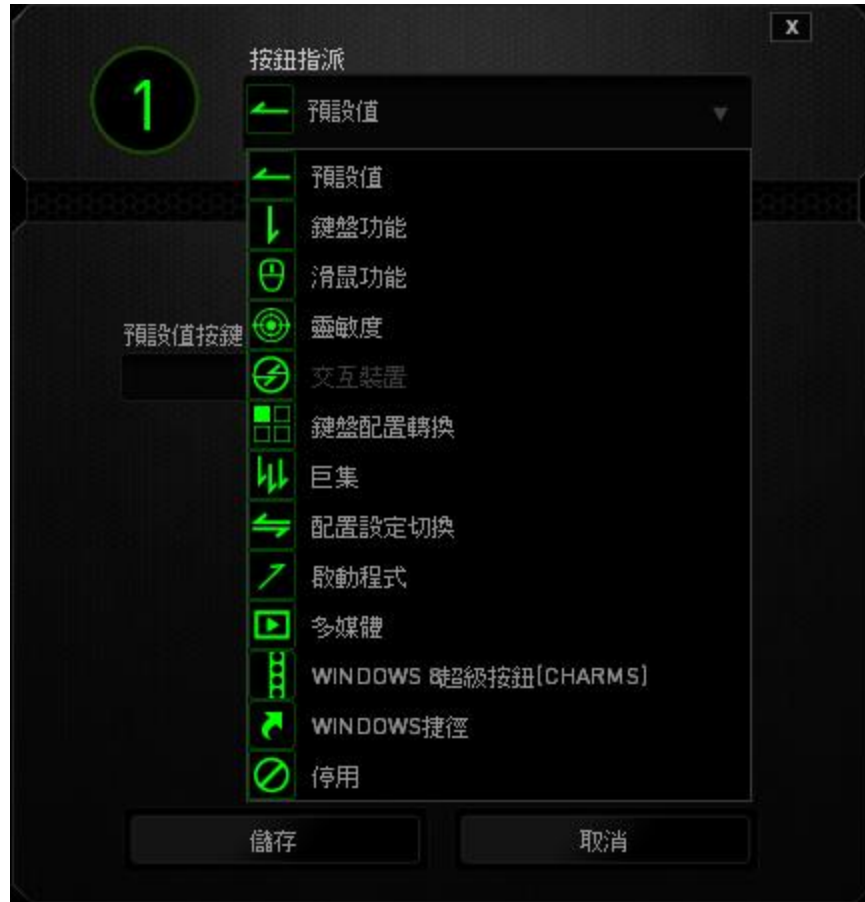 X
按鈕指派
1
預設值
預設值
鍵盤功能
滑鼠功能
靈敏度
預設值按鍵
交互裝置
鍵盤配置轉換
巨集
配置設定切換
啟動程式
多媒體
WINDOWS 8超級按鈕(CHARMS)
WINDOWS捷徑
停用
儲存
取消